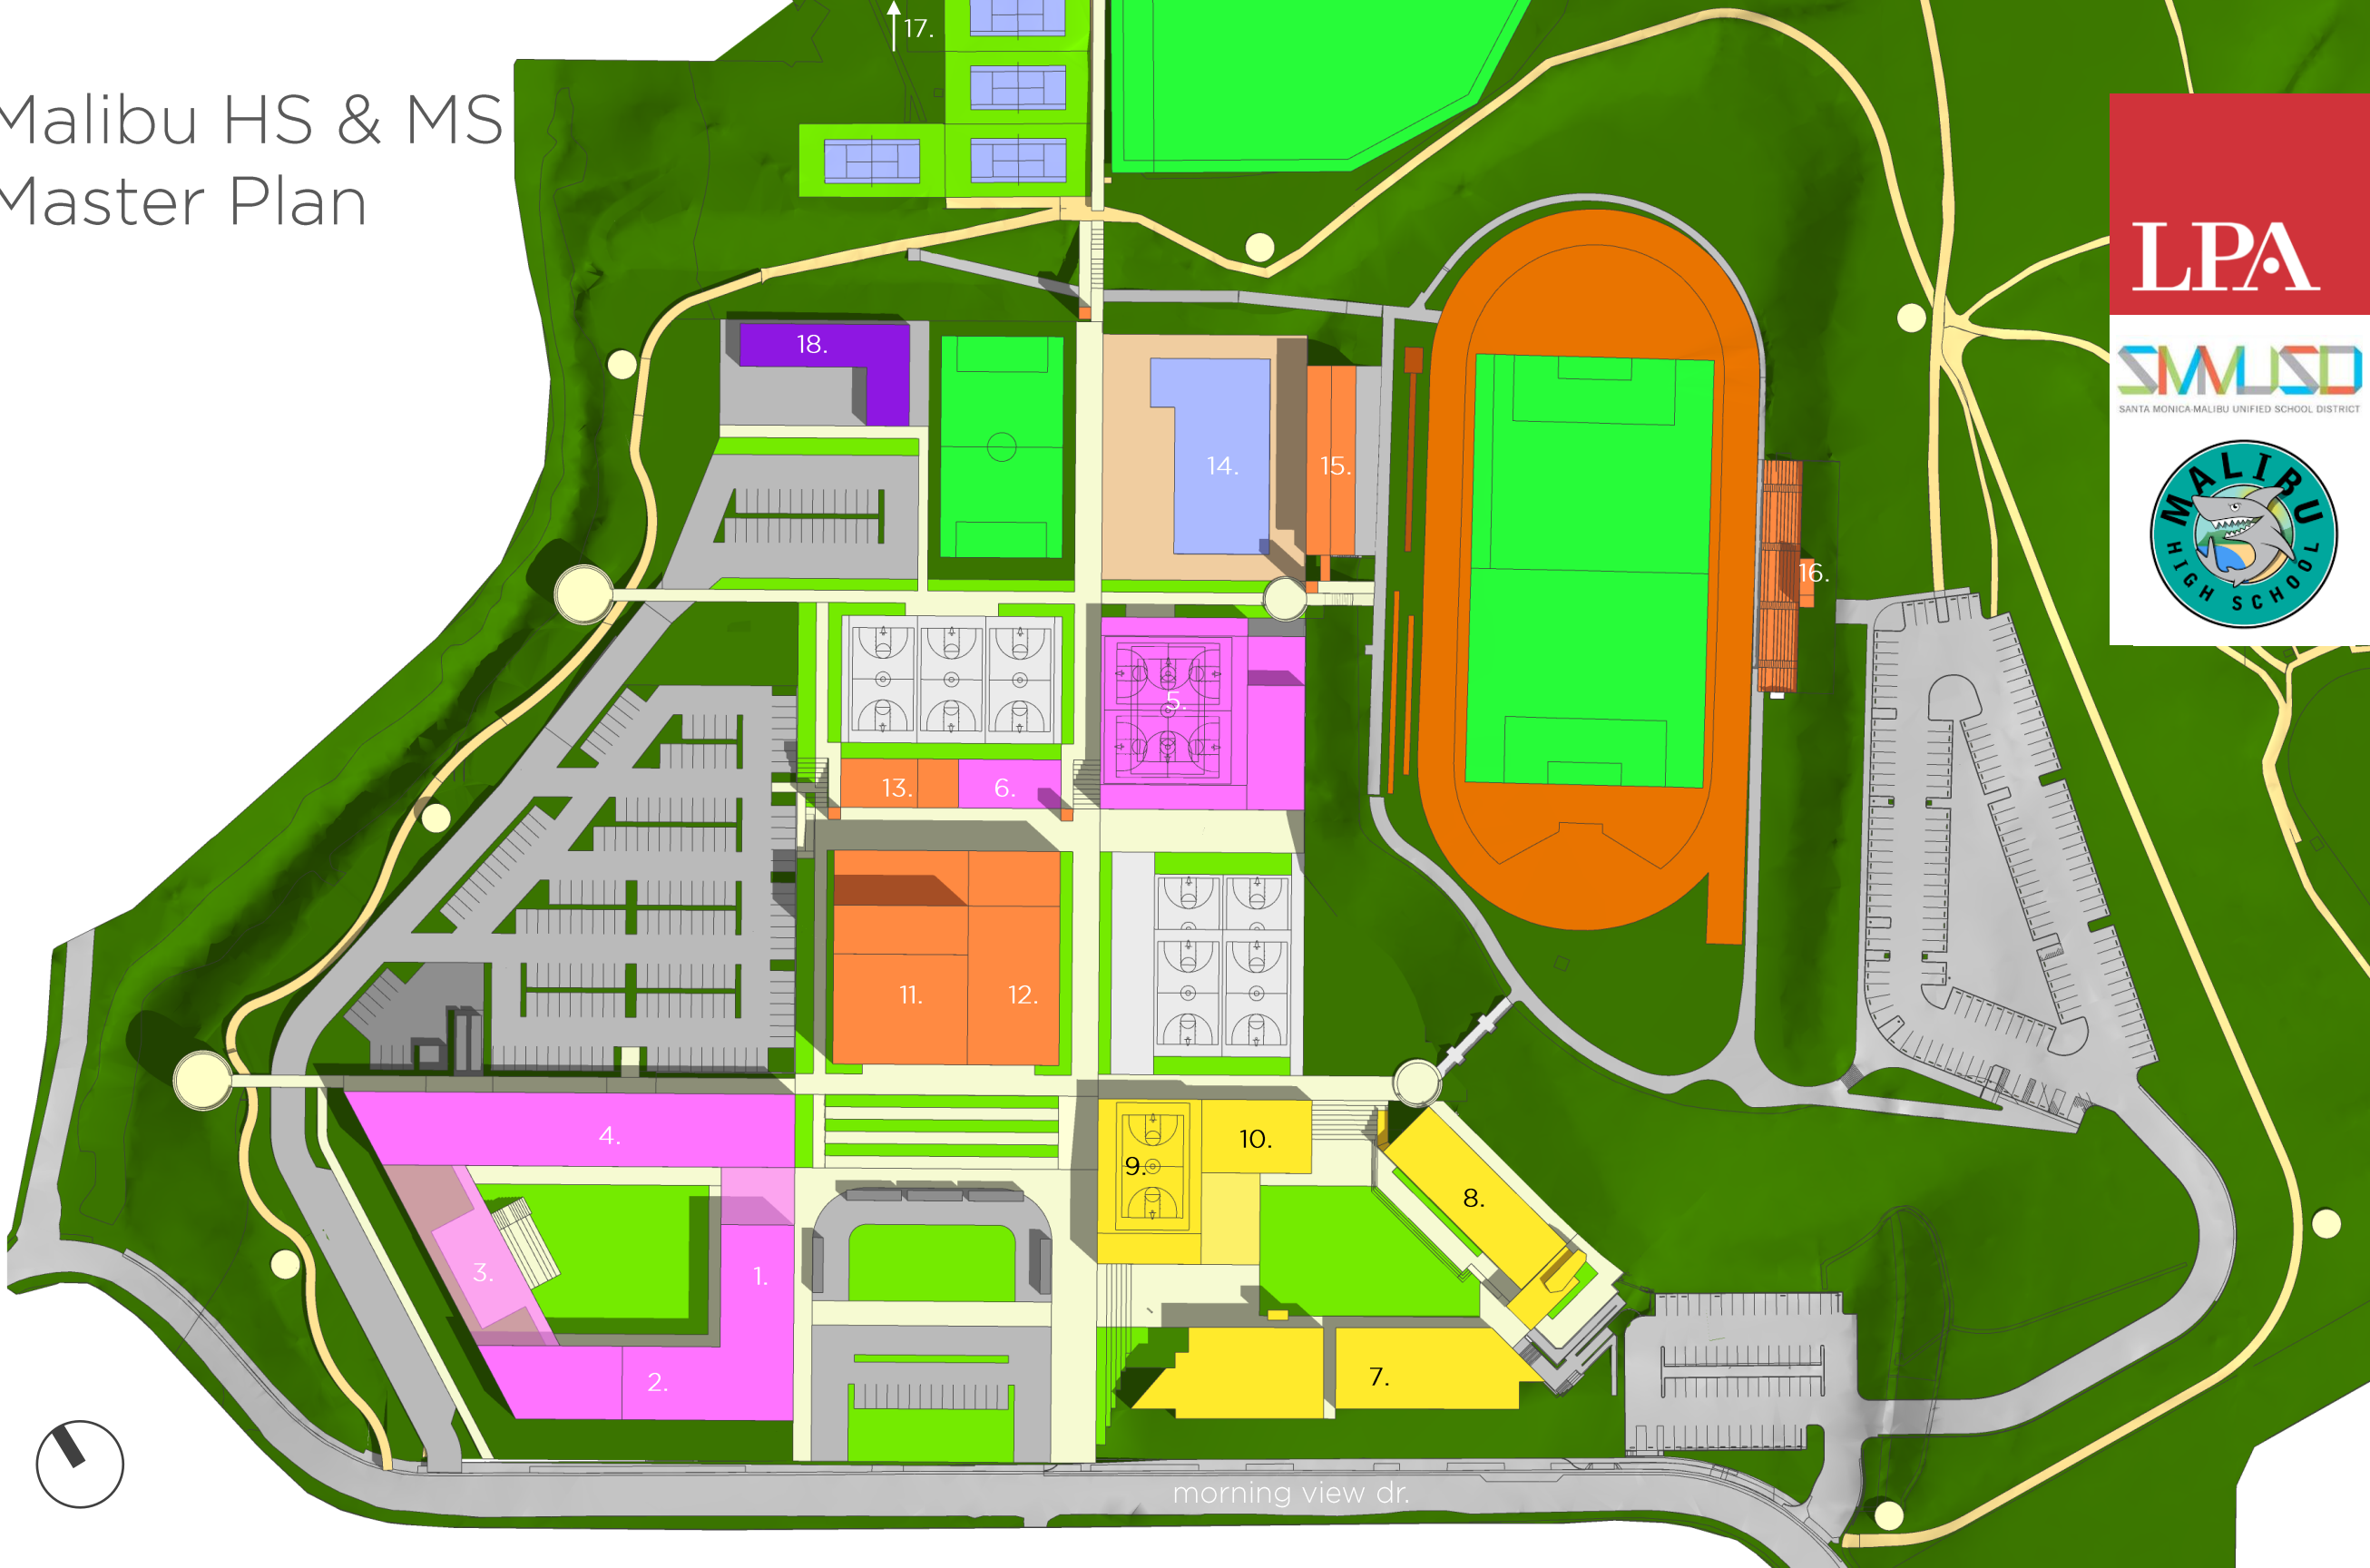 Malibu HS & MS
Master Plan
17.
LPA
SMMUSD
SANTA MONICA-MALIBU UNIFIED SCHOOL DISTRICT
MALIBU
HIGH SCHOOL
18.
14.
15.
16.
5.
13.
6.
11.
12.
4.
10.
9.
8.
3.
1.
7.
2.
morning view dr.